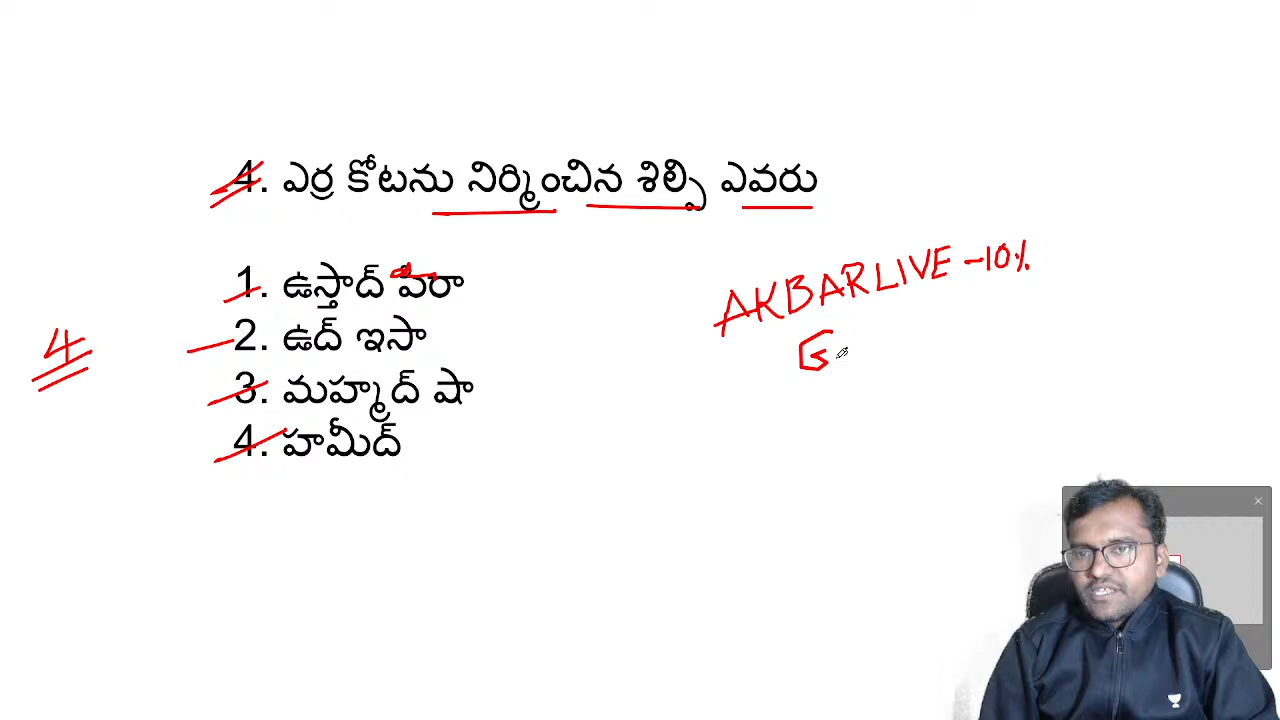 4. ఎర్ర కోటను నిర్మించిన శిల్పి ఎవరు
1. ఉస్తాద్ పీరా
2. ఉద్ ఇసా
3. మహ్మద్ షా
4. హమీద్
4
AKBARLIVE -10%